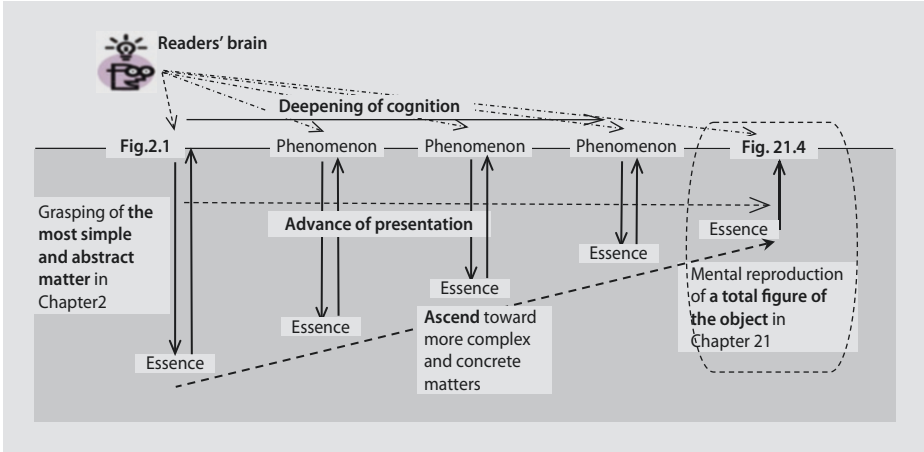 Readers' brain
Deepening of cognition
Fig.2.1
Phenomenon
Phenomenon
Phenomenon
Fig. 21.4
Grasping of the
most simple
and abstract
matter in
Chapter2
Advance of presentation
Essence
Essence
Essence
Essence
Essence
Mental reproduction
of a total figure of
the object in
Chapter 21
Ascend toward
more complex
and concrete
matters